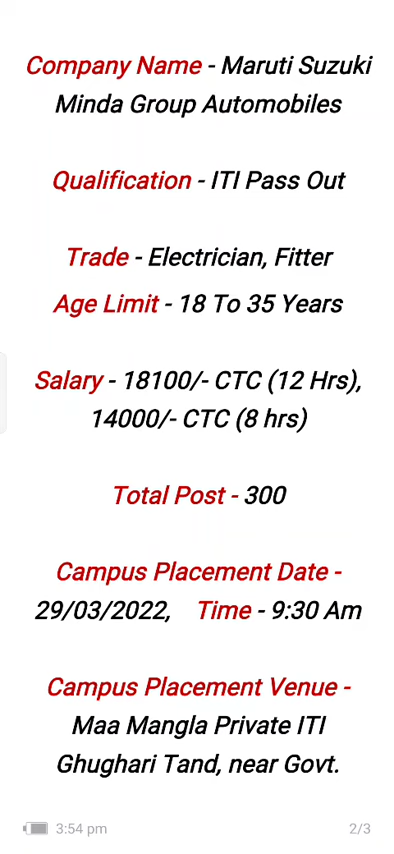 Company Name - Maruti Suzuki
Minda Group Automobiles
Qualification - ITI Pass Out
Trade - Electrician, Fitter
Age Limit - 18 To 35 Years
Salary - 18100/- CTC (12 Hrs),
14000/- CTC (8 hrs)
Total Post - 300
Campus Placement Date -
29/03/2022, Time - 9:30 Am
Campus Placement Venue -
Maa Mangla Private ITI
Ghughari Tand, near Govt.
3:54 pm 2/3